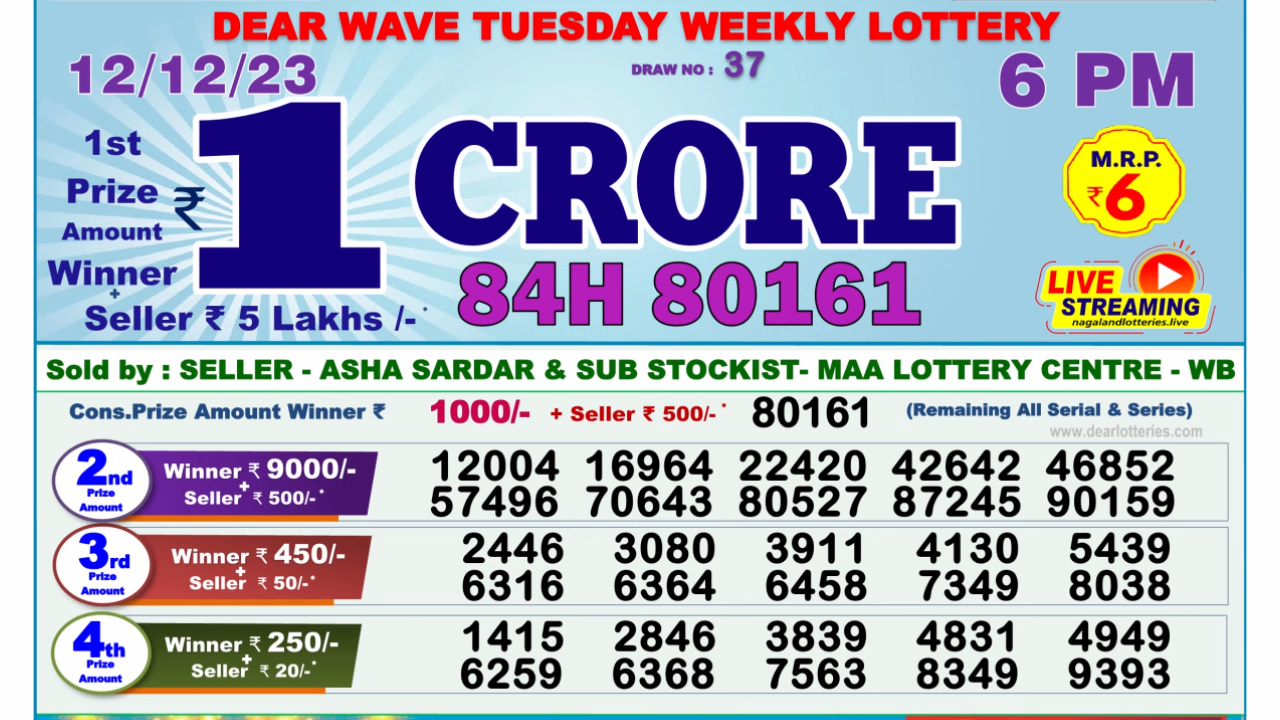 DEAR WAVE TUESDAY WEEKLY LOTTERY
12/12/23
DRAW NO : 37
6 PM
1st
Prize
Amount
Winner
+
Seller ₹ 5 Lakhs /- *
₹ 1 CRORE
84H 80161
M.R.P.
₹6
LIVE
STREAMING
nagalandlotteries.live
Sold by : SELLER - ASHA SARDAR & SUB STOCKIST- MAA LOTTERY CENTRE - WB
Cons.Prize Amount Winner ₹ 1000/- + Seller ₹ 500/- * 80161 (Remaining All Serial & Series)
www.dearlotteries.com
2nd
Prize
Amount
Winner ₹ 9000/-
+
Seller ₹ 500/- *
12004 16964 22420 42642 46852
57496 70643 80527 87245 90159
3rd
Prize
Amount
Winner ₹ 450/-
+
Seller ₹ 50/- *
2446 3080 3911 4130 5439
6316 6364 6458 7349 8038
4th
Prize
Amount
Winner ₹ 250/-
+
Seller ₹ 20/- *
1415 2846 3839 4831 4949
6259 6368 7563 8349 9393